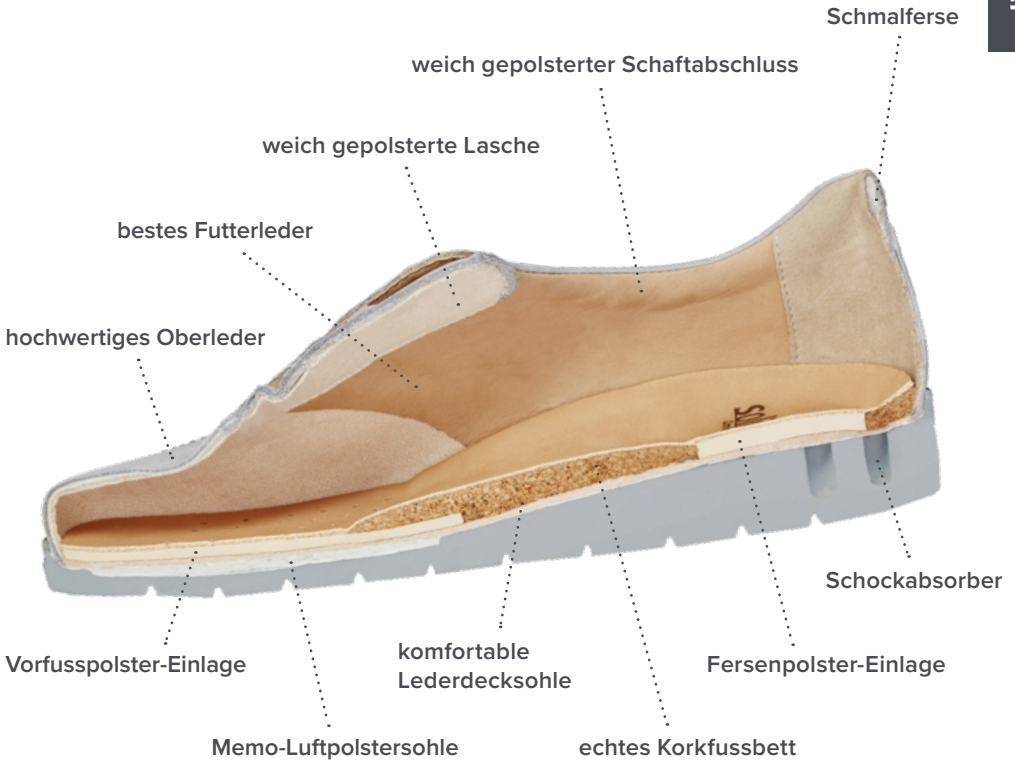 Schmalferse
weich gepolsterter Schaftabschluss
weich gepolsterte Lasche
bestes Futterleder
hochwertiges Oberleder
Schockabsorber
Vorfusspolster-Einlage
komfortable
Lederdecksohle
Fersenpolster-Einlage
Memo-Luftpolstersohle
echtes Korkfussbett